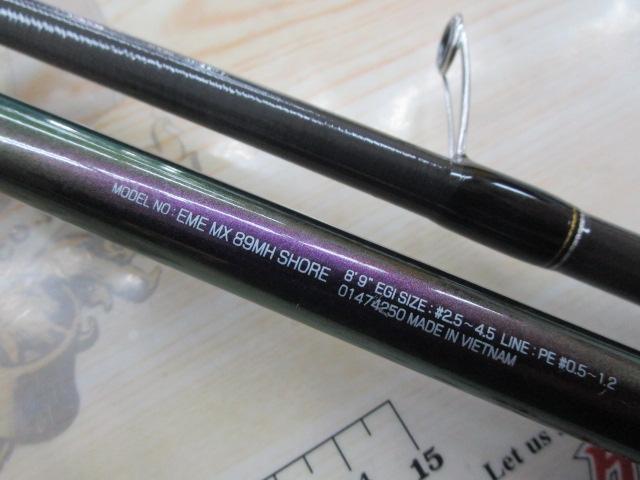 MODEL NO : EME MX 89MH SHORE 8'9" EGI SIZE : #2.5~4.5 LINE : PE #0.5~1.2
01474250 MADE IN VIETNAM
15
Let us